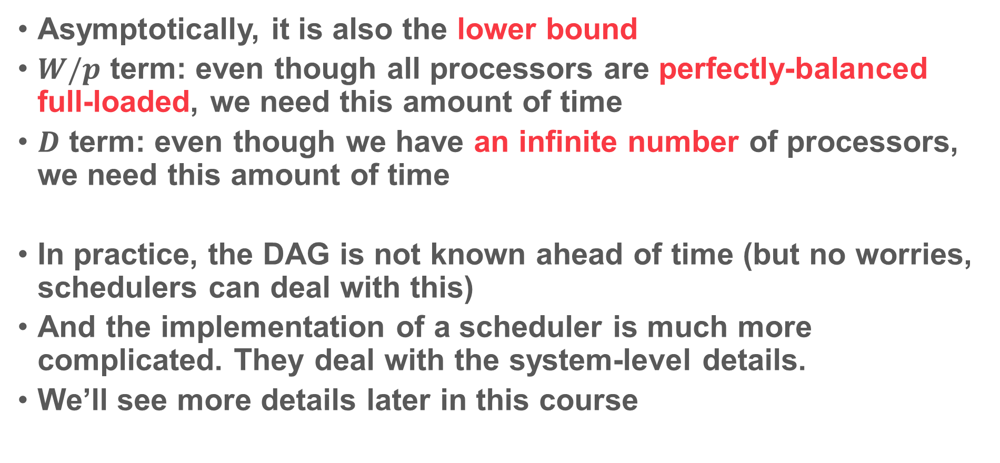 • Asymptotically, it is also the lower bound
• W/p term: even though all processors are perfectly-balanced
full-loaded, we need this amount of time
• D term: even though we have an infinite number of processors,
we need this amount of time
• In practice, the DAG is not known ahead of time (but no worries,
schedulers can deal with this)
• And the implementation of a scheduler is much more
complicated. They deal with the system-level details.
• We’ll see more details later in this course